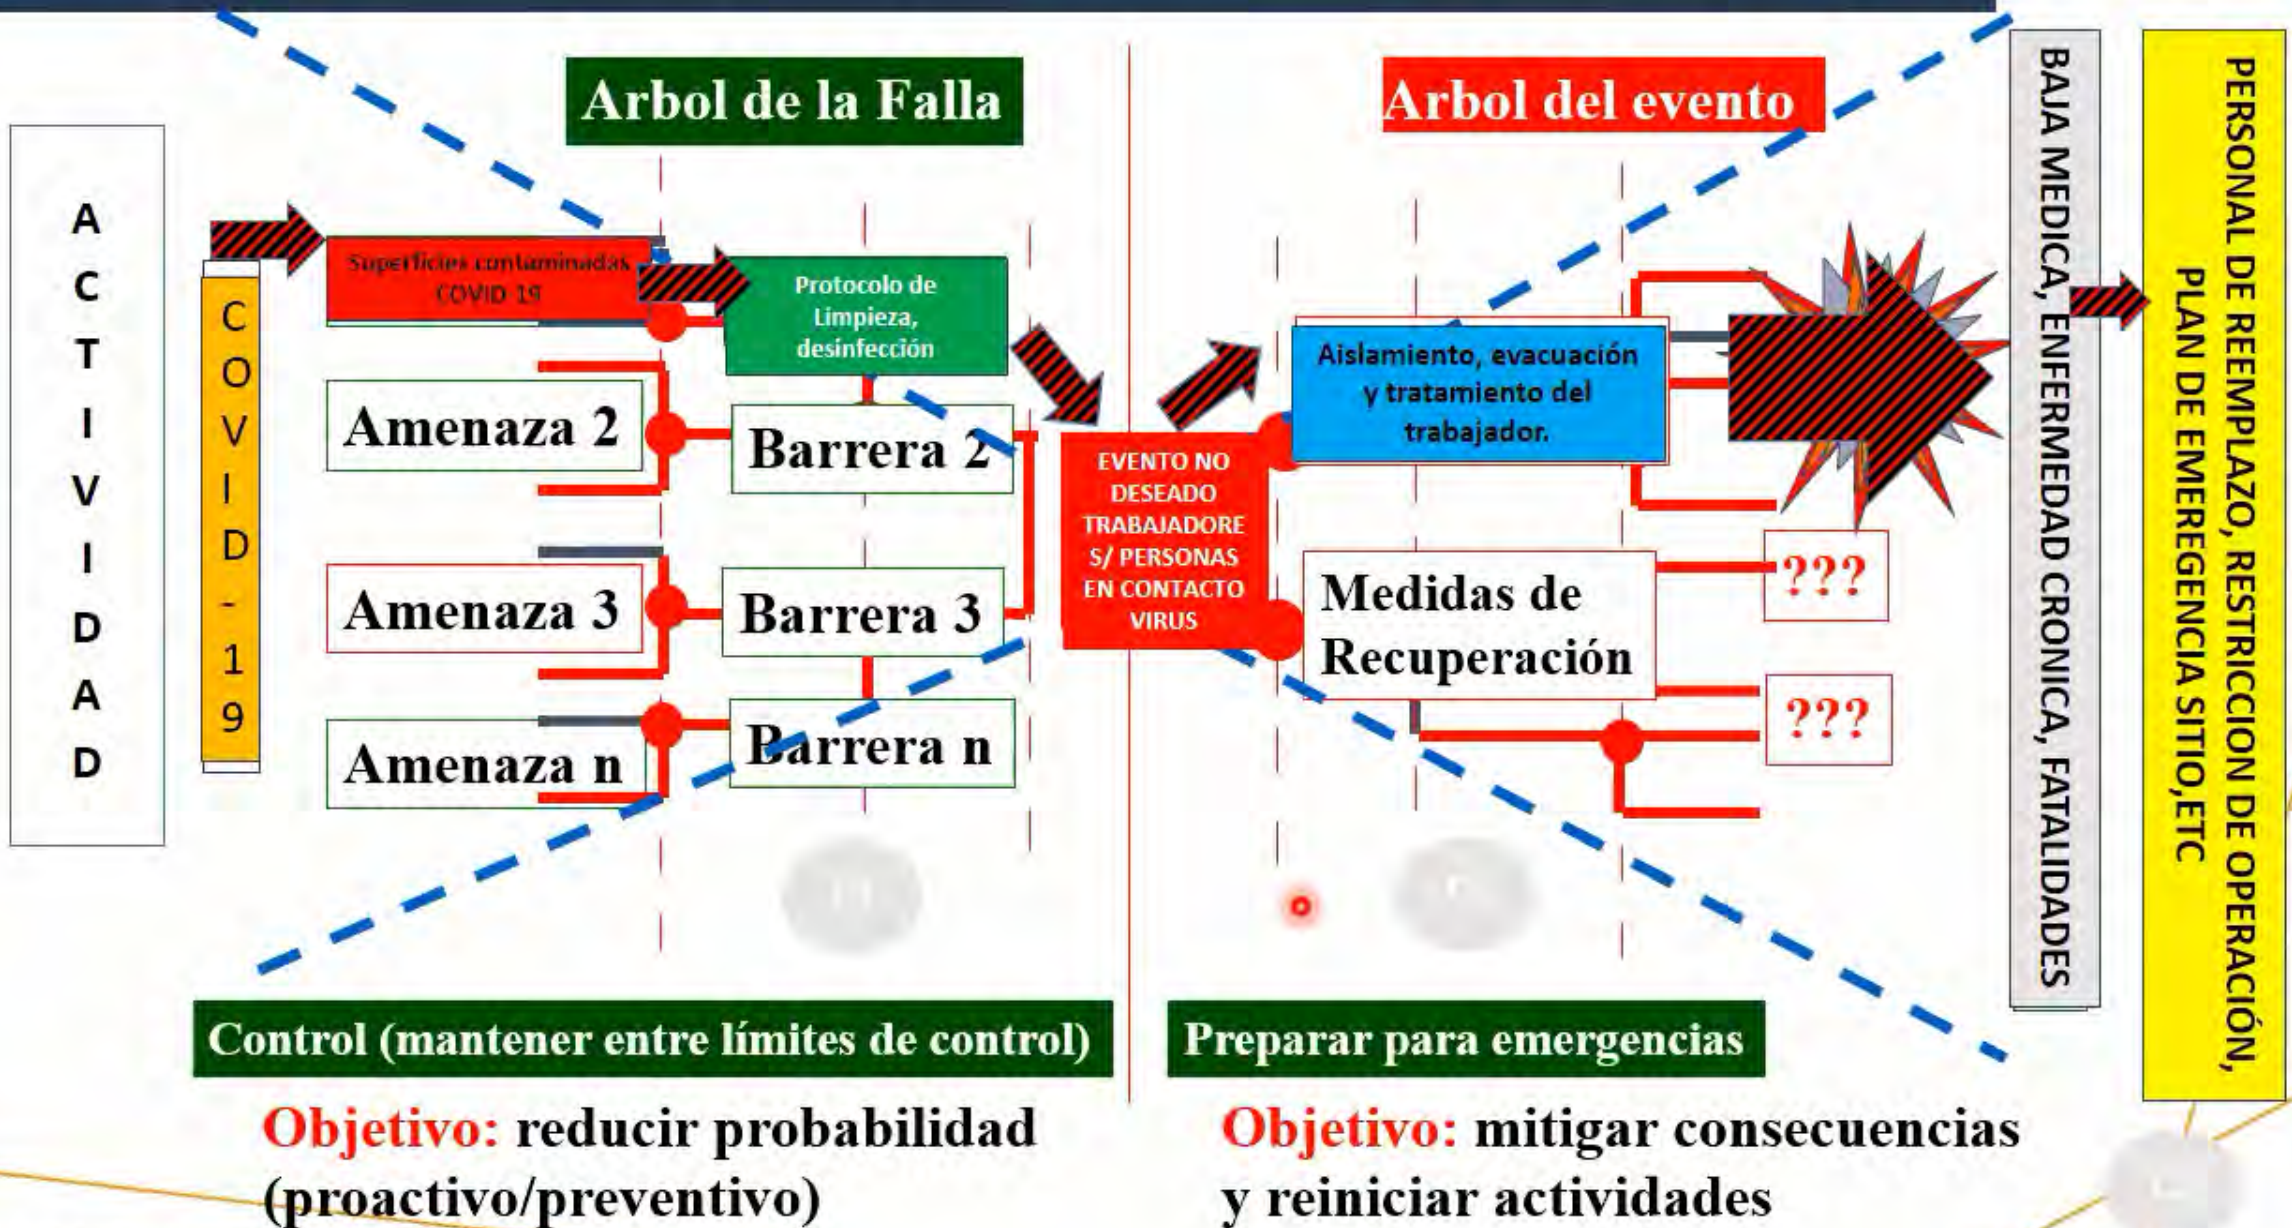 Arbol de la Falla
Arbol del evento
ACTIVIDAD
COVID-19
Superficies contaminadas
COVID 19
Protocolo de
Limpieza,
desinfección
Amenaza 2
Barrera 2
Amenaza 3
Barrera 3
Amenaza n
Barrera n
EVENTO NO
DESEADO
TRABAJADORE
S/ PERSONAS
EN CONTACTO
VIRUS
Aislamiento, evacuación
y tratamiento del
trabajador.
Medidas de
Recuperación
???
???
BAJA MEDICA, ENFERMEDAD CRONICA, FATALIDADES
PERSONAL DE REEMPLAZO, RESTRICCION DE OPERACIÓN,
PLAN DE EMEREGENCIA SITIO,ETC
Control (mantener entre límites de control)
Preparar para emergencias
Objetivo: reducir probabilidad
(proactivo/preventivo)
Objetivo: mitigar consecuencias
y reiniciar actividades